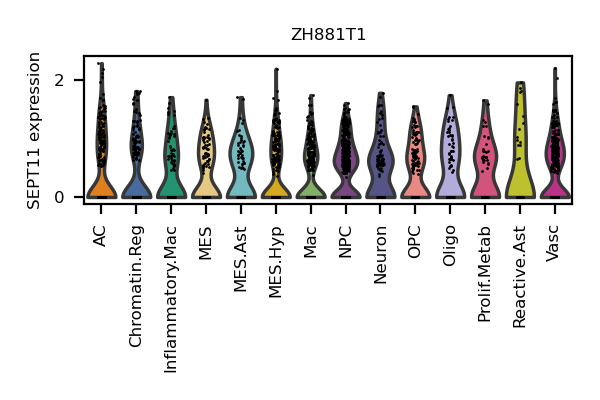 ZH881T1
SEPT11 expression
2
0
AC
Chromatin.Reg
Inflammatory.Mac
MES
MES.Ast
MES.Hyp
Mac
NPC
Neuron
OPC
Oligo
Prolif.Metab
Reactive.Ast
Vasc